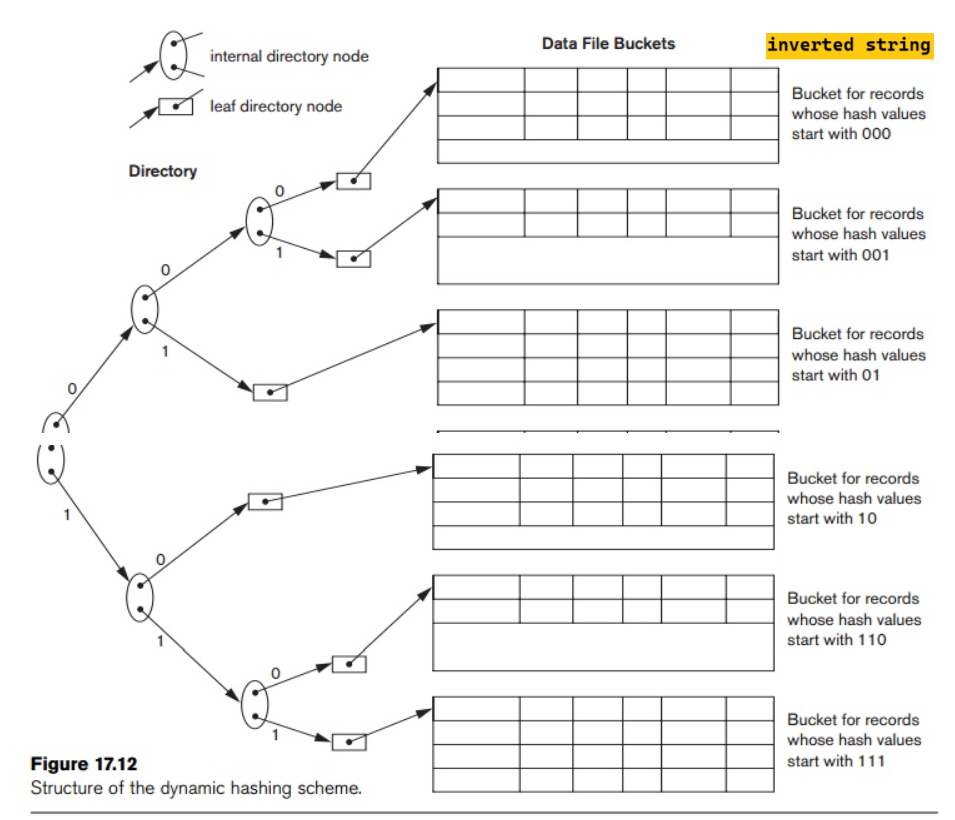 internal directory node
leaf directory node
Directory
Data File Buckets
inverted string
Bucket for records
whose hash values
start with 000
0
1
Bucket for records
whose hash values
start with 001
0
1
Bucket for records
whose hash values
start with 01
0
1
Bucket for records
whose hash values
start with 10
0
1
Bucket for records
whose hash values
start with 110
0
1
Bucket for records
whose hash values
start with 111
Figure 17.12
Structure of the dynamic hashing scheme.